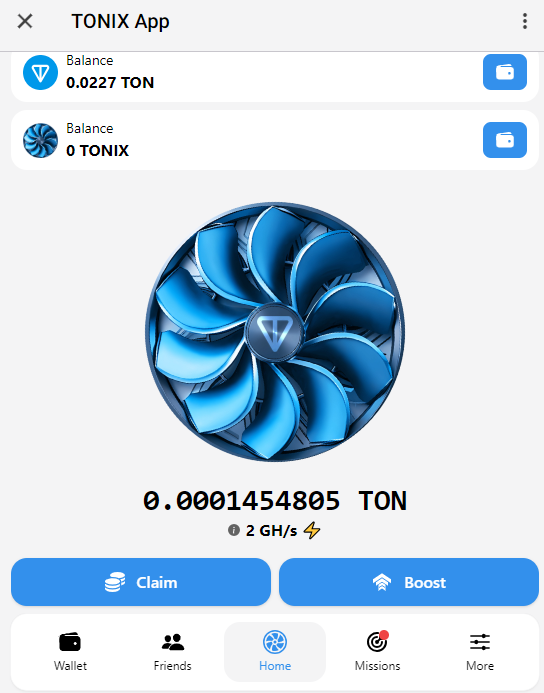 TONIX App
Balance
0.0227 TON
Balance
0 TONIX
0.0001454805 TON
2 GH/s
Claim
Boost
Wallet
Friends
Home
Missions
More